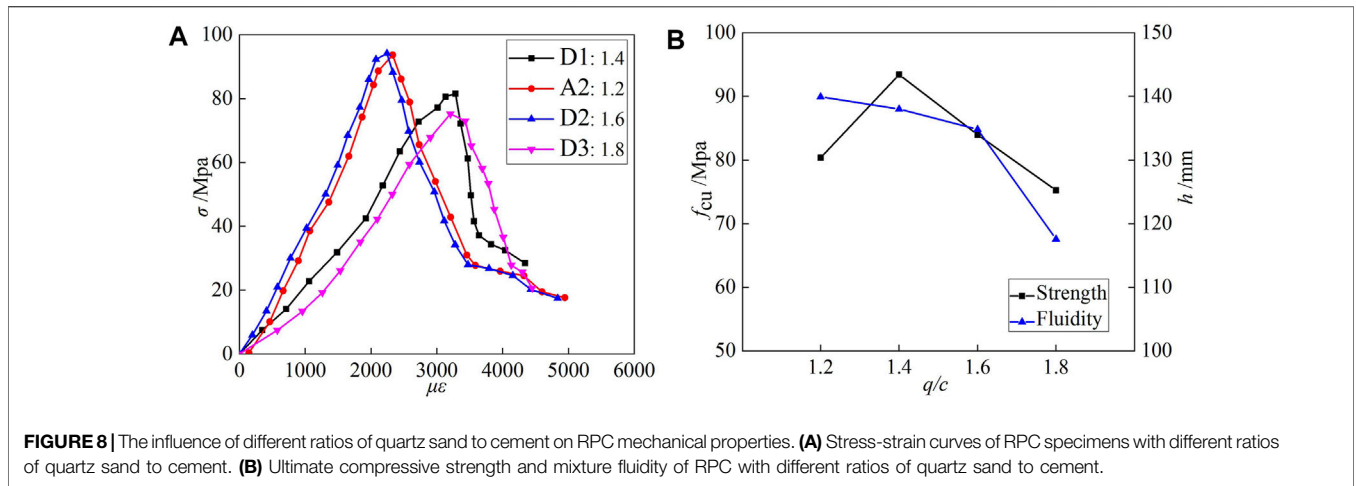 A
100
80
60
40
20
0
σ /Mpa
0 1000 2000 3000 4000 5000 6000
με
D1: 1.4
A2: 1.2
D2: 1.6
D3: 1.8
B
100
90
80
70
60
50
fcu /Mpa
1.2 1.4 1.6 1.8
q/c
150
140
130
120
110
100
h /mm
Strength
Fluidity
FIGURE 8 | The influence of different ratios of quartz sand to cement on RPC mechanical properties. (A) Stress-strain curves of RPC specimens with different ratios
of quartz sand to cement. (B) Ultimate compressive strength and mixture fluidity of RPC with different ratios of quartz sand to cement.